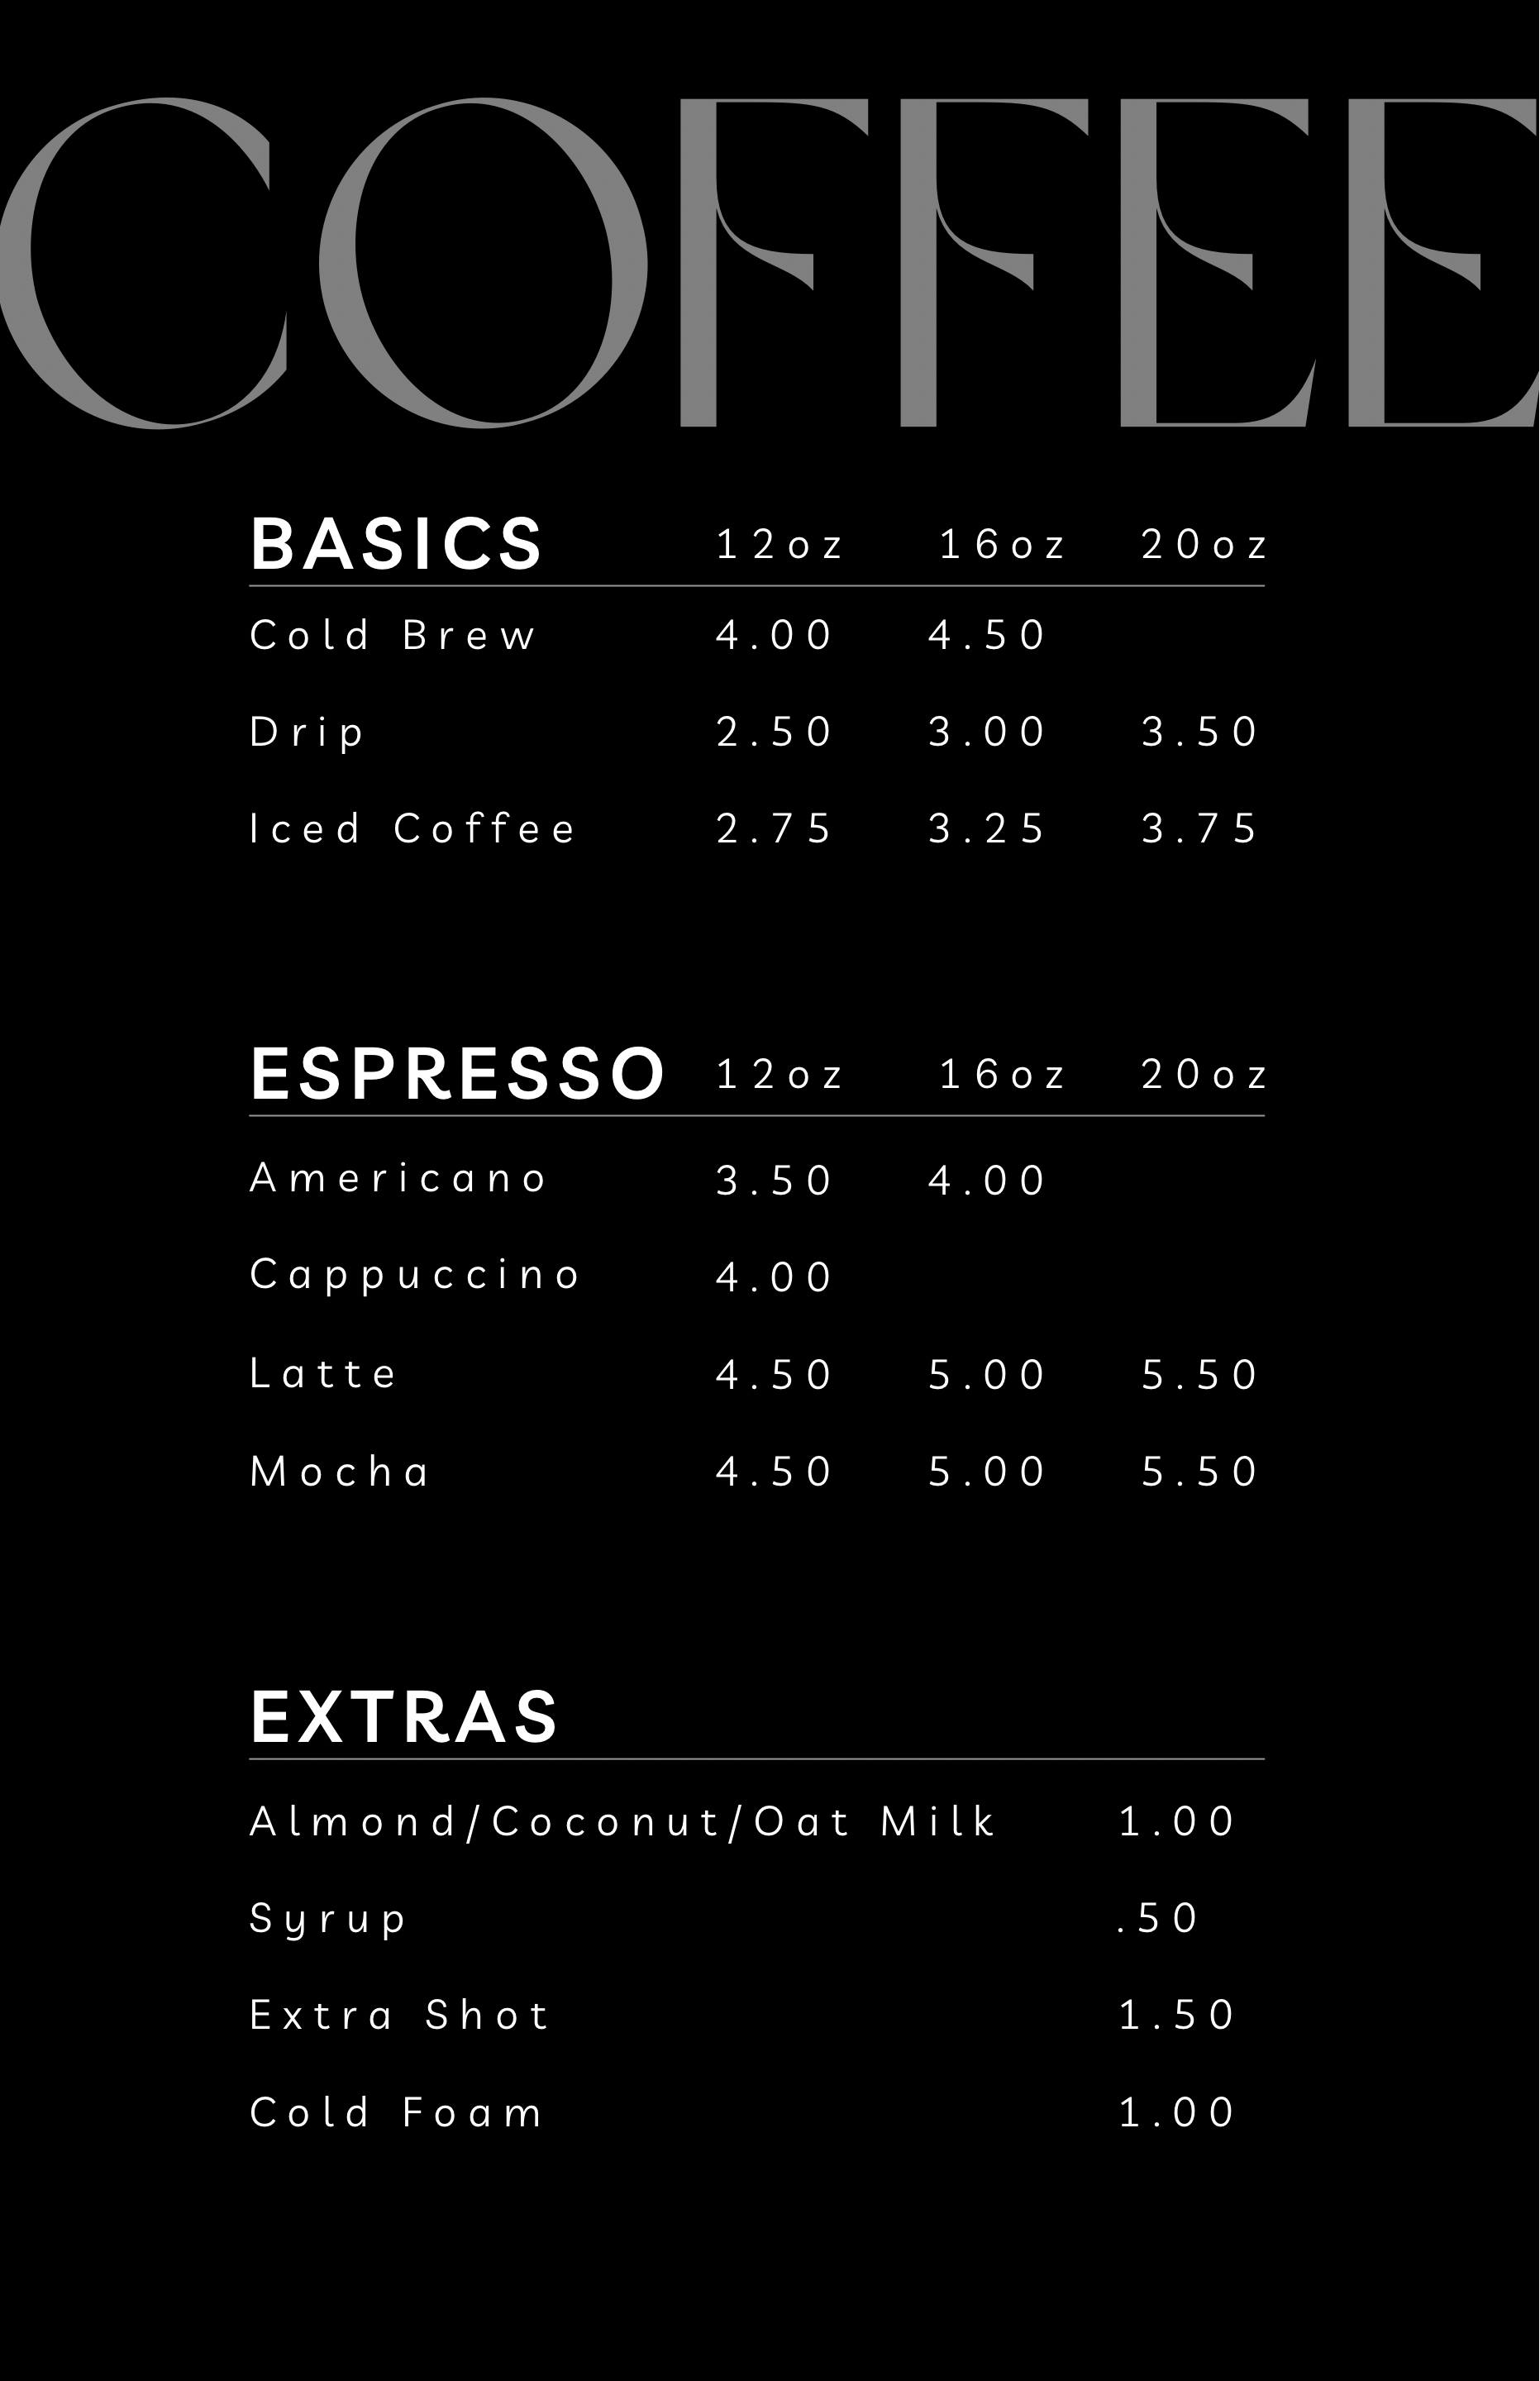 COFFEE
BASICS 12oz 16oz 20oz
Cold Brew 4.00 4.50
Drip 2.50 3.00 3.50
Iced Coffee 2.75 3.25 3.75
ESPRESSO 12oz 16oz 20oz
Americano 3.50 4.00
Cappuccino 4.00
Latte 4.50 5.00 5.50
Mocha 4.50 5.00 5.50
EXTRAS
Almond/Coconut/Oat Milk 1.00
Syrup .50
Extra Shot 1.50
Cold Foam 1.00